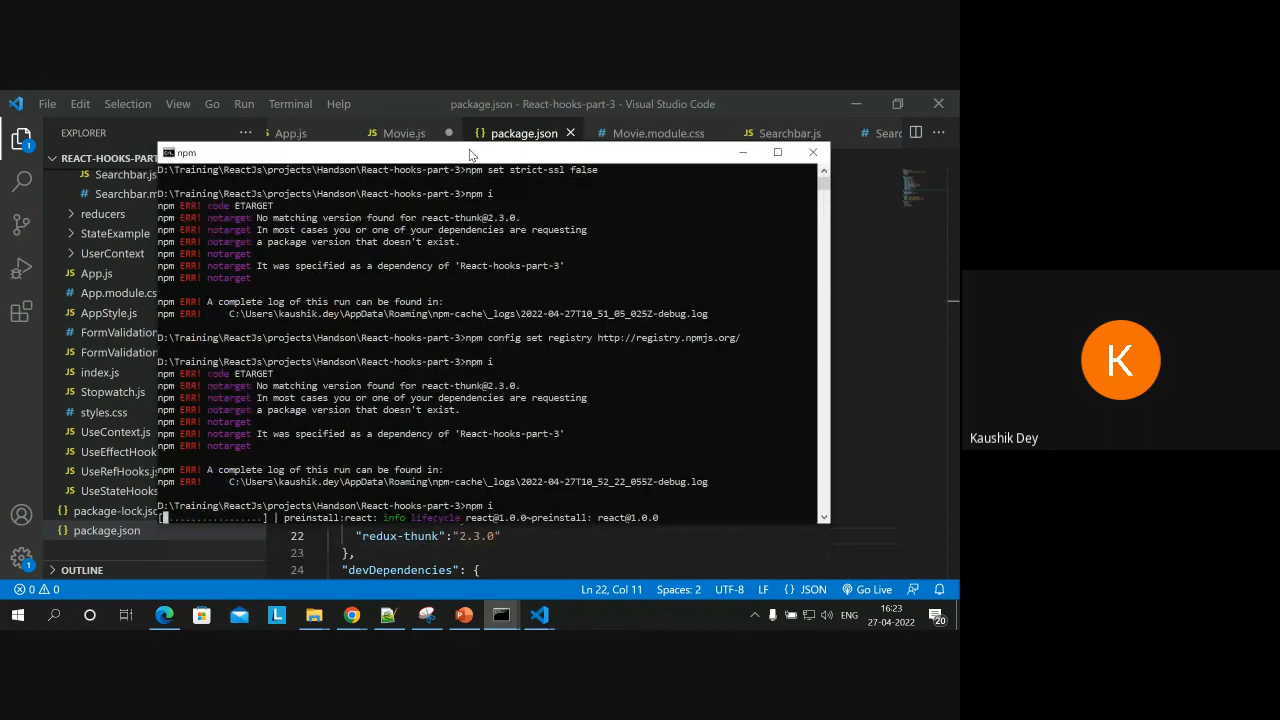 File Edit Selection View Go Run Terminal Help
package.json - React-hooks-part-3 - Visual Studio Code
EXPLORER
App.js Movie.js {} package.json Movie.module.css Searchbar.js Searc
REACT-HOOKS-PART
npm
Searchbar.js
Searchbar.m
reducers
StateExample
UserContext
App.js
App.module.cs
AppStyle.js
FormValidation
FormValidation
index.js
Stopwatch.js
styles.css
UseContext.js
UseEffectHook
UseRefHooks.js
UseStateHooks
package-lock.jsc
{} package.json
OUTLINE
D:\Training\ReactJs\projects\Handson\React-hooks-part-3>npm set strict-ssl false
D:\Training\ReactJs\projects\Handson\React-hooks-part-3>npm i
npm ERR! code ETARGET
npm ERR! notarget No matching version found for react-thunk@2.3.0.
npm ERR! notarget In most cases you or one of your dependencies are requesting
npm ERR! notarget a package version that doesn't exist.
npm ERR! notarget
npm ERR! notarget It was specified as a dependency of 'React-hooks-part-3'
npm ERR! notarget
npm ERR! A complete log of this run can be found in:
npm ERR! C:\Users\kaushik.dey\AppData\Roaming\npm-cache\_logs\2022-04-27T10_51_05_025Z-debug.log
D:\Training\ReactJs\projects\Handson\React-hooks-part-3>npm config set registry http://registry.npmjs.org/
D:\Training\ReactJs\projects\Handson\React-hooks-part-3>npm i
npm ERR! code ETARGET
npm ERR! notarget No matching version found for react-thunk@2.3.0.
npm ERR! notarget In most cases you or one of your dependencies are requesting
npm ERR! notarget a package version that doesn't exist.
npm ERR! notarget
npm ERR! notarget It was specified as a dependency of 'React-hooks-part-3'
npm ERR! notarget
npm ERR! A complete log of this run can be found in:
npm ERR! C:\Users\kaushik.dey\AppData\Roaming\npm-cache\_logs\2022-04-27T10_52_22_055Z-debug.log
D:\Training\ReactJs\projects\Handson\React-hooks-part-3>npm i
[ ..................] | preinstall:react: info lifecycle react@1.0.0~preinstall: react@1.0.0
22 "redux-thunk":"2.3.0"
23 },
24 "devDependencies": {
0 0 Ln 22, Col 11 Spaces: 2 UTF-8 LF {} JSON Go Live
ENG 16:23
27-04-2022
20
K
Kaushik Dey